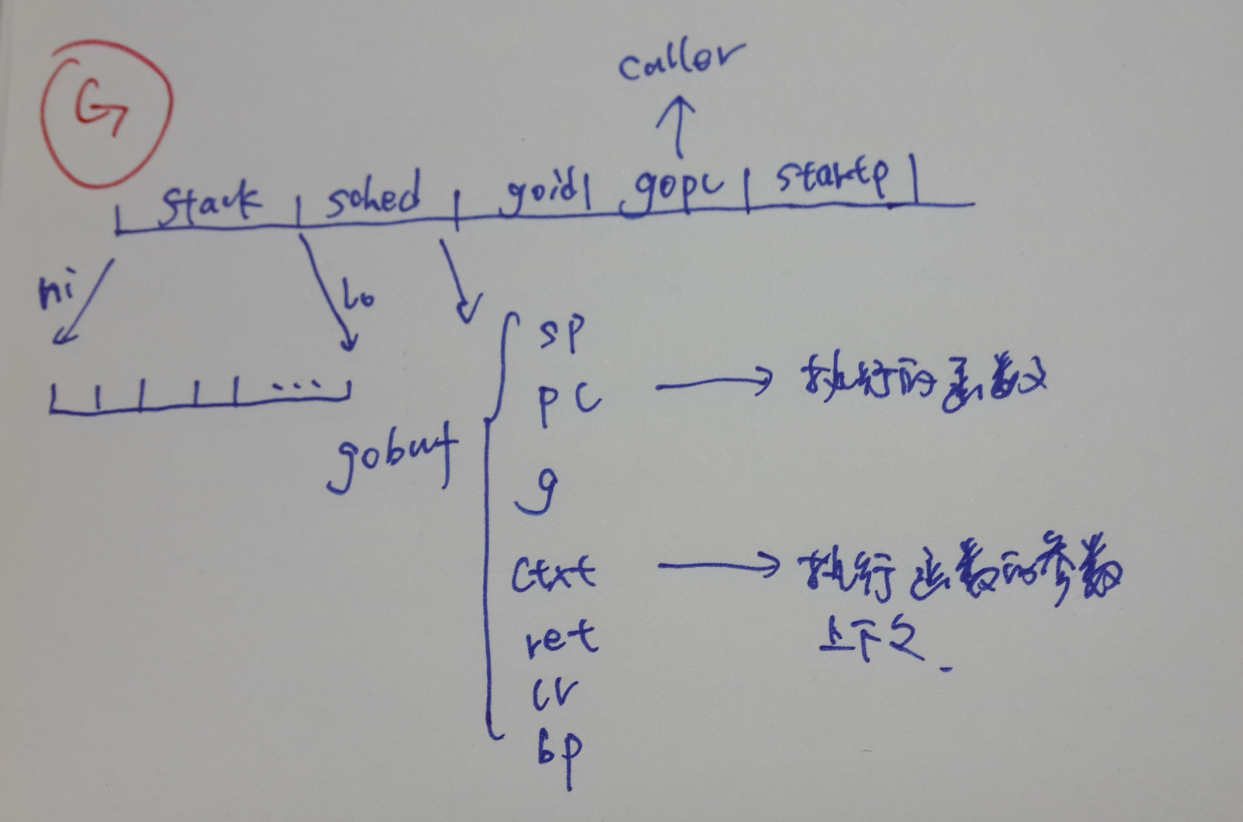 G
caller
stack sched goid gopc startp
hi
lo
sp
pc 执行的函数
gobuf
g
ctxt 执行函数的参数
上下文.
ret
lr
bp